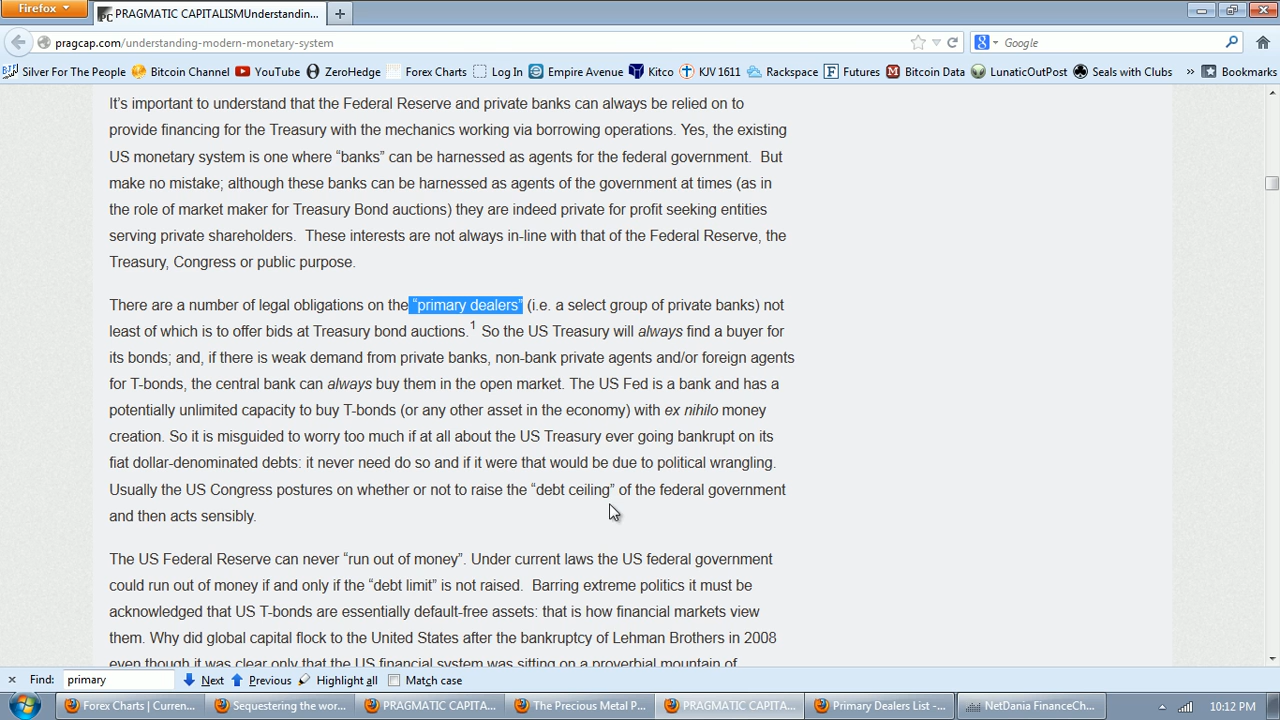 Firefox
PRAGMATIC CAPITALISMUnderstandin...
pragcap.com/understanding-modern-monetary-system
Google
Silver For The People Bitcoin Channel YouTube ZeroHedge Forex Charts Log In Empire Avenue Kitco KJV 1611 Rackspace Futures Bitcoin Data LunaticOutPost Seals with Clubs » Bookmarks
It's important to understand that the Federal Reserve and private banks can always be relied on to
provide financing for the Treasury with the mechanics working via borrowing operations. Yes, the existing
US monetary system is one where “banks” can be harnessed as agents for the federal government. But
make no mistake; although these banks can be harnessed as agents of the government at times (as in
the role of market maker for Treasury Bond auctions) they are indeed private for profit seeking entities
serving private shareholders. These interests are not always in-line with that of the Federal Reserve, the
Treasury, Congress or public purpose.
There are a number of legal obligations on the “primary dealers” (i.e. a select group of private banks) not
least of which is to offer bids at Treasury bond auctions.1 So the US Treasury will always find a buyer for
its bonds; and, if there is weak demand from private banks, non-bank private agents and/or foreign agents
for T-bonds, the central bank can always buy them in the open market. The US Fed is a bank and has a
potentially unlimited capacity to buy T-bonds (or any other asset in the economy) with ex nihilo money
creation. So it is misguided to worry too much if at all about the US Treasury ever going bankrupt on its
fiat dollar-denominated debts: it never need do so and if it were that would be due to political wrangling.
Usually the US Congress postures on whether or not to raise the “debt ceiling” of the federal government
and then acts sensibly.
The US Federal Reserve can never “run out of money”. Under current laws the US federal government
could run out of money if and only if the “debt limit” is not raised. Barring extreme politics it must be
acknowledged that US T-bonds are essentially default-free assets: that is how financial markets view
them. Why did global capital flock to the United States after the bankruptcy of Lehman Brothers in 2008
even though it was clear only that the US financial system was sitting on a proverbial mountain of
Find: primary Next Previous Highlight all Match case
Forex Charts | Curren... Sequestering the wor... PRAGMATIC CAPITA... The Precious Metal P... PRAGMATIC CAPITA... Primary Dealers List -... NetDania FinanceCh... 10:12 PM